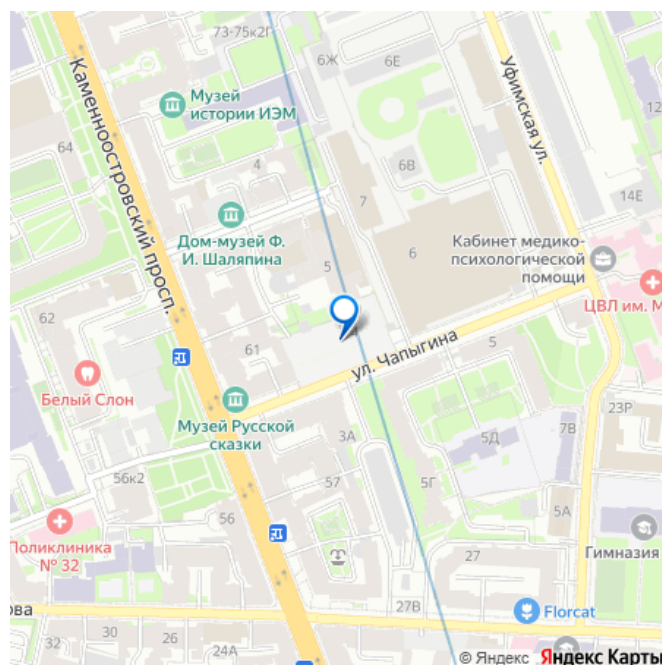 73-75к2Г
6Ж
6Е
Каменноостровский просп.
Музей
истории ИЭМ
Уфимская ул.
64
4
6В
14Е
7
Дом-музей Ф.
И. Шаляпина
6
Кабинет медико-
психологической
помощи
5
ЦВЛ им. М
62
61
ул. Чапыгина
5
Белый Слон
Музей Русской
сказки
3А
23Р
5Д
7В
56к2
57
5Г
56
5А
Поликлиника
№ 32
Гимназия
27
ова
27В
Florcat
30
28
26
24А
52
© Яндекс Яндекс Карты